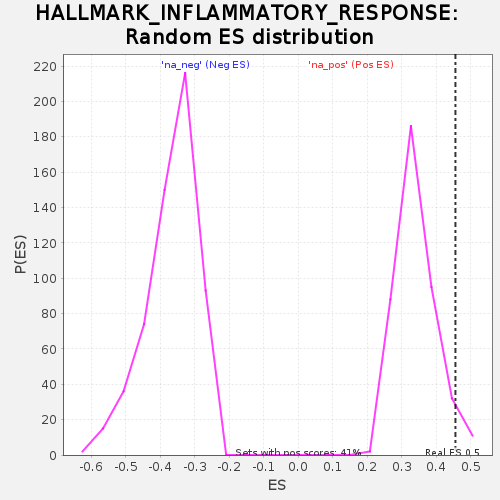 HALLMARK_INFLAMMATORY_RESPONSE:
Random ES distribution
'na_neg' (Neg ES) 'na_pos' (Pos ES)
220
200
180
160
140
120
100
80
60
40
20
0
P(ES)
Sets with pos scores: 41% Real ES 0.5
-0.6 -0.5 -0.4 -0.3 -0.2 -0.1 0.0 0.1 0.2 0.3 0.4 0.5
ES